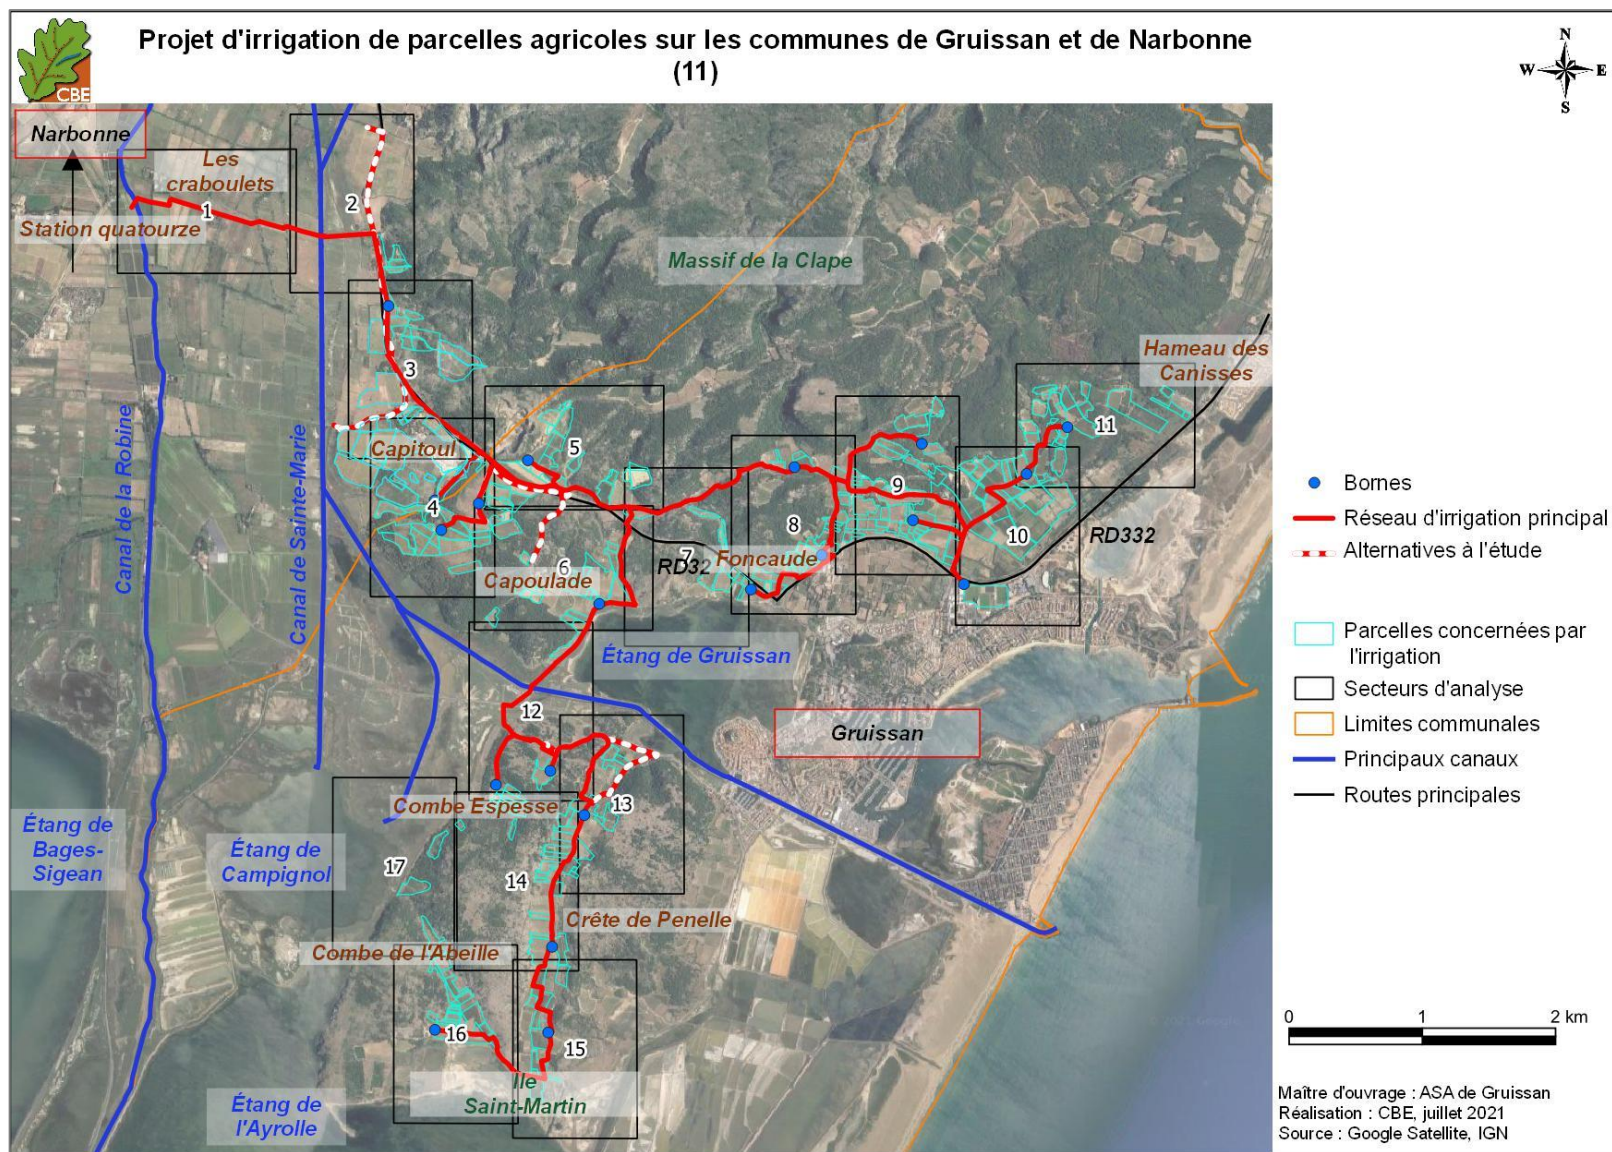 Projet d'irrigation de parcelles agricoles sur les communes de Gruissan et de Narbonne
(11)
CBE
N
W
E
S
Narbonne
Les
craboulets
1
2
Station quatourze
Massif de la Clape
3
Hameau des
Canisses
11
Canal de la Robine
Canal de Sainte-Marie
Capitoul
5
4
9
8
10
RD332
Capoulade
6
RD32
7
Foncaude
Étang de Gruissan
12
Gruissan
Combe Espesse
13
Étang de
Bages-
Sigean
Étang de
Campignol
17
14
Crête de Penelle
Combe de l'Abeille
16
15
Ile
Saint-Martin
Étang de
l'Ayrolle
Bornes
Réseau d'irrigation principal
Alternatives à l'étude
Parcelles concernées par
l'irrigation
Secteurs d'analyse
Limites communales
Principaux canaux
Routes principales
0 1 2 km
Maître d'ouvrage : ASA de Gruissan
Réalisation : CBE, juillet 2021
Source : Google Satellite, IGN